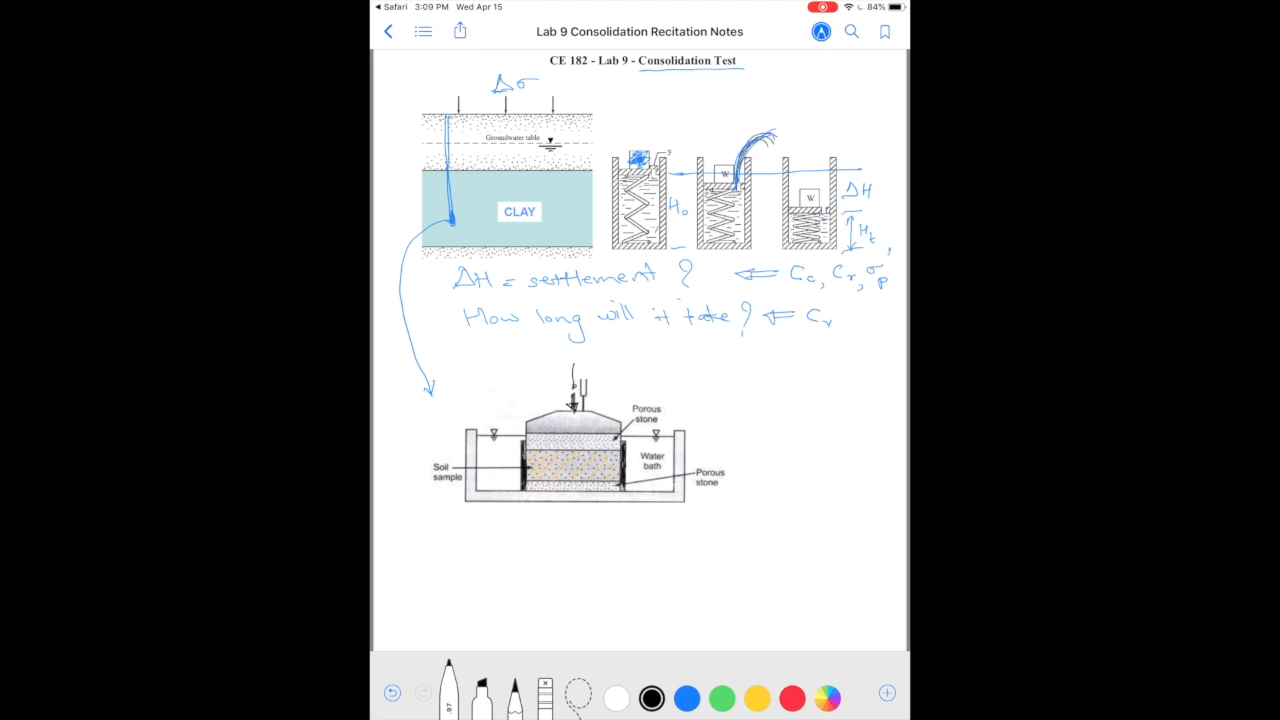 Safari 3:09 PM Wed Apr 15 84%
Lab 9 Consolidation Recitation Notes
CE 182 - Lab 9 - Consolidation Test
Δσ
Groundwater table
y
W
W
CLAY
H₀
ΔH
Hₜ
ΔH = settlement ? ⇐ Cc, Cr, σ'p
How long will it take ? ⇐ Cv
P
Porous
stone
Soil
sample
Water
bath
Porous
stone
97